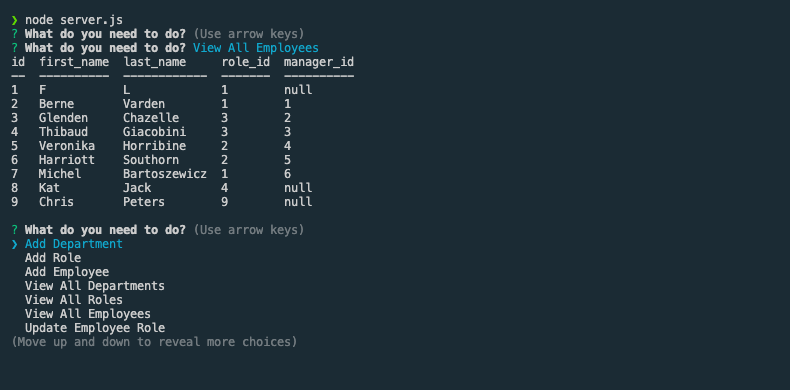 ❯ node server.js
? What do you need to do? (Use arrow keys)
? What do you need to do? View All Employees
id  first_name  last_name     role_id  manager_id
--  ----------  ------------  -------  ----------
1   F           L             1        null
2   Berne       Varden        1        1
3   Glenden     Chazelle      3        2
4   Thibaud     Giacobini     3        3
5   Veronika    Horribine     2        4
6   Harriott    Southorn      2        5
7   Michel      Bartoszewicz  1        6
8   Kat         Jack          4        null
9   Chris       Peters        9        null
? What do you need to do? (Use arrow keys)
❯ Add Department
Add Role
Add Employee
View All Departments
View All Roles
View All Employees
Update Employee Role
(Move up and down to reveal more choices)